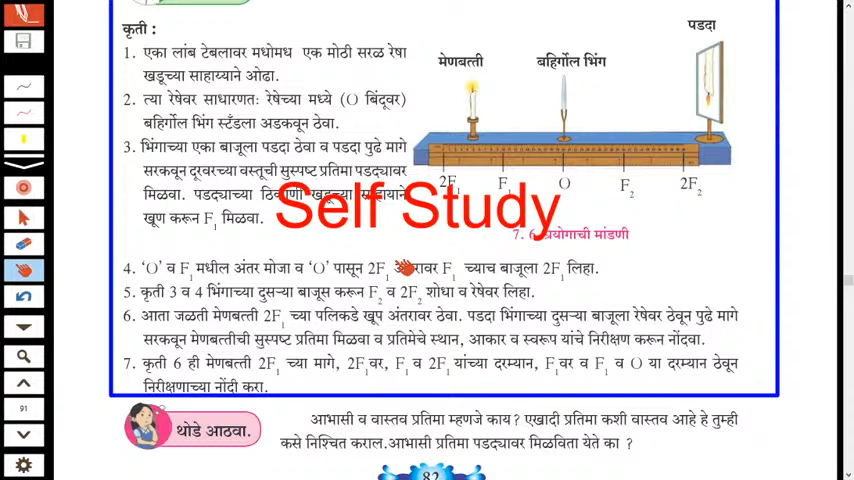 कृती :
1. एका लांब टेबलावर मधोमध एक मोठी सरळ रेषा
खडूच्या साहाय्याने ओढा.
2. त्या रेषेवर साधारणतः रेषेच्या मध्ये (O बिंदूवर)
बहिर्गोल भिंग स्टँडला अडकवून ठेवा.
3. भिंगाच्या एका बाजूला पडदा ठेवा व पडदा पुढे मागे
सरकवून दूरवरच्या वस्तूची सुस्पष्ट प्रतिमा पडद्यावर
मिळवा. पडद्याच्या ठिकाणी खडूच्या साहाय्याने
खूण करून F₁ मिळवा.
मेणबत्ती
बहिर्गोल भिंग
पडदा
2F₁ F₁ O F₂ 2F₂
Self Study
7. 6 प्रयोगाची मांडणी
4. ‘O’ व F₁ मधील अंतर मोजा व ‘O’ पासून 2F₁ अंतरावर F₁ च्याच बाजूला 2F₁ लिहा.
5. कृती 3 व 4 भिंगाच्या दुसऱ्या बाजूस करून F₂ व 2F₂ शोधा व रेषेवर लिहा.
6. आता जळती मेणबत्ती 2F₁ च्या पलिकडे खूप अंतरावर ठेवा. पडदा भिंगाच्या दुसऱ्या बाजूला रेषेवर ठेवून पुढे मागे
सरकवून मेणबत्तीची सुस्पष्ट प्रतिमा मिळवा व प्रतिमेचे स्थान, आकार व स्वरूप यांचे निरीक्षण करून नोंदवा.
7. कृती 6 ही मेणबत्ती 2F₁ च्या मागे, 2F₁वर, F₁ व 2F₁ यांच्या दरम्यान, F₁वर व F₁ व O या दरम्यान ठेवून
निरीक्षणाच्या नोंदी करा.
थोडे आठवा.
आभासी व वास्तव प्रतिमा म्हणजे काय? एखादी प्रतिमा कशी वास्तव आहे हे तुम्ही
कसे निश्चित कराल. आभासी प्रतिमा पडद्यावर मिळविता येते का ?
82
91